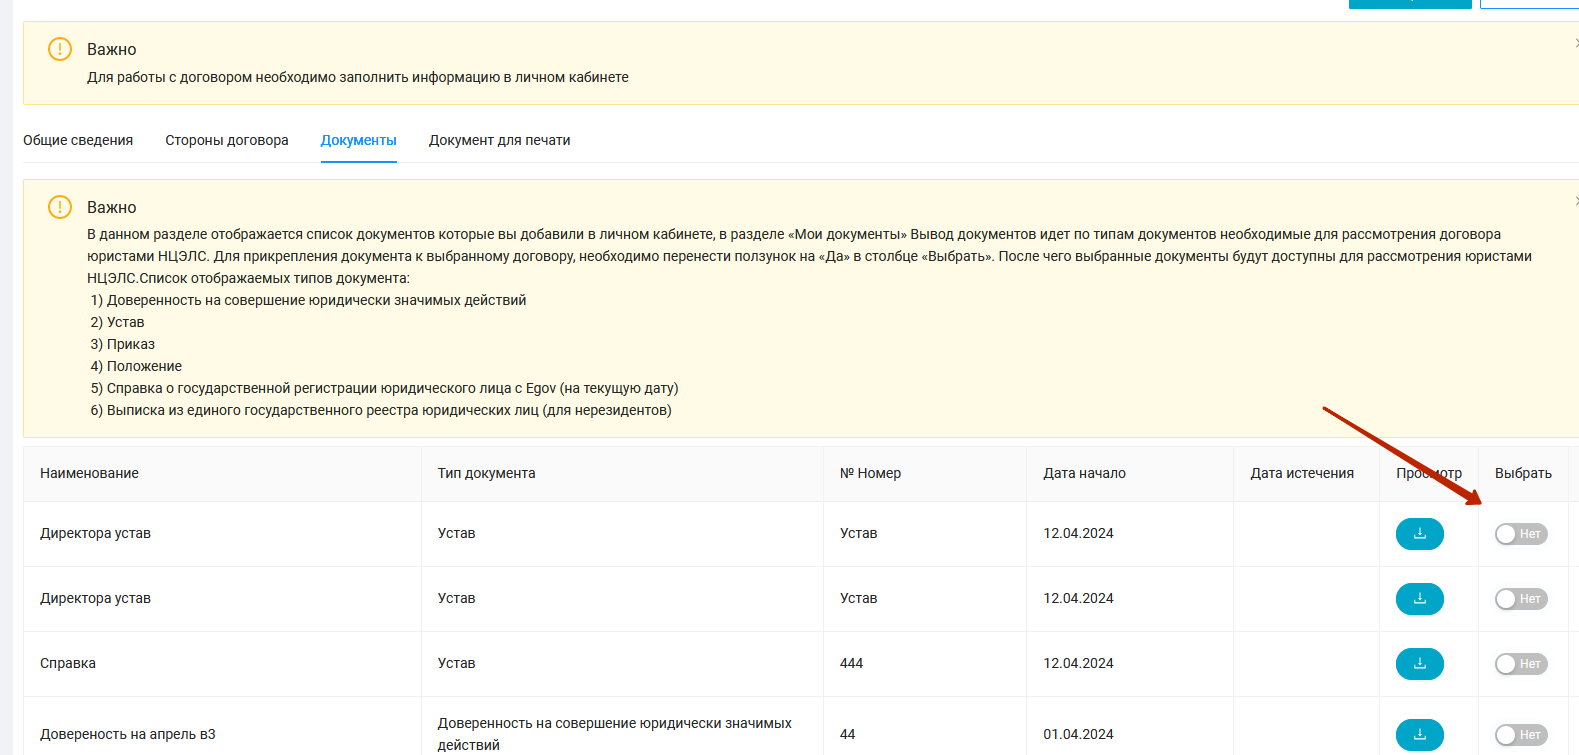 Важно
Для работы с договором необходимо заполнить информацию в личном кабинете
Общие сведения Стороны договора Документы Документ для печати
Важно
В данном разделе отображается список документов которые вы добавили в личном кабинете, в разделе «Мои документы» Вывод документов идет по типам документов необходимые для рассмотрения договора
юристами НЦЭЛС. Для прикрепления документа к выбранному договору, необходимо перенести ползунок на «Да» в столбце «Выбрать». После чего выбранные документы будут доступны для рассмотрения юристами
НЦЭЛС.Список отображаемых типов документа:
1) Доверенность на совершение юридически значимых действий
2) Устав
3) Приказ
4) Положение
5) Справка о государственной регистрации юридического лица с Egov (на текущую дату)
6) Выписка из единого государственного реестра юридических лиц (для нерезидентов)
Наименование Тип документа № Номер Дата начало Дата истечения Просмотр Выбрать
Директора устав Устав Устав 12.04.2024 Нет
Директора устав Устав Устав 12.04.2024 Нет
Справка Устав 444 12.04.2024 Нет
Довереность на апрель в3 Доверенность на совершение юридически значимых действий 44 01.04.2024 Нет